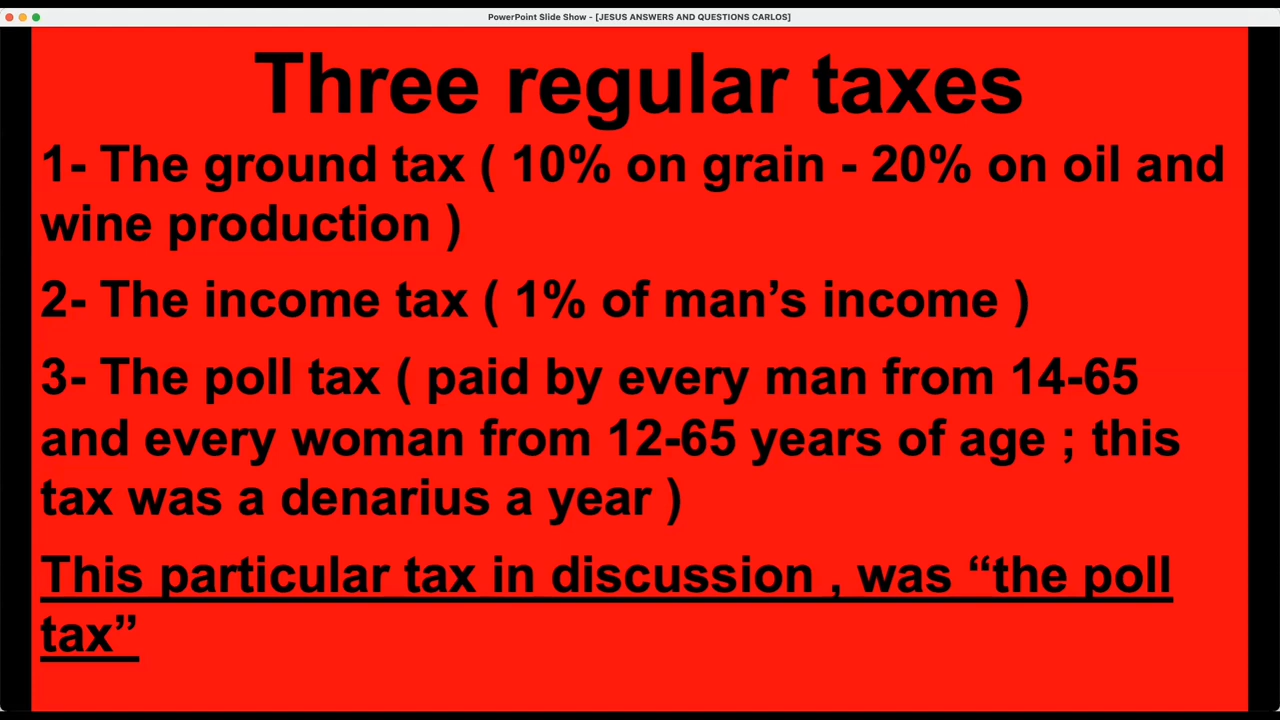 PowerPoint Slide Show - [JESUS ANSWERS AND QUESTIONS CARLOS]
Three regular taxes
1- The ground tax ( 10% on grain - 20% on oil and
wine production )
2- The income tax ( 1% of man’s income )
3- The poll tax ( paid by every man from 14-65
and every woman from 12-65 years of age ; this
tax was a denarius a year )
This particular tax in discussion , was “the poll
tax”